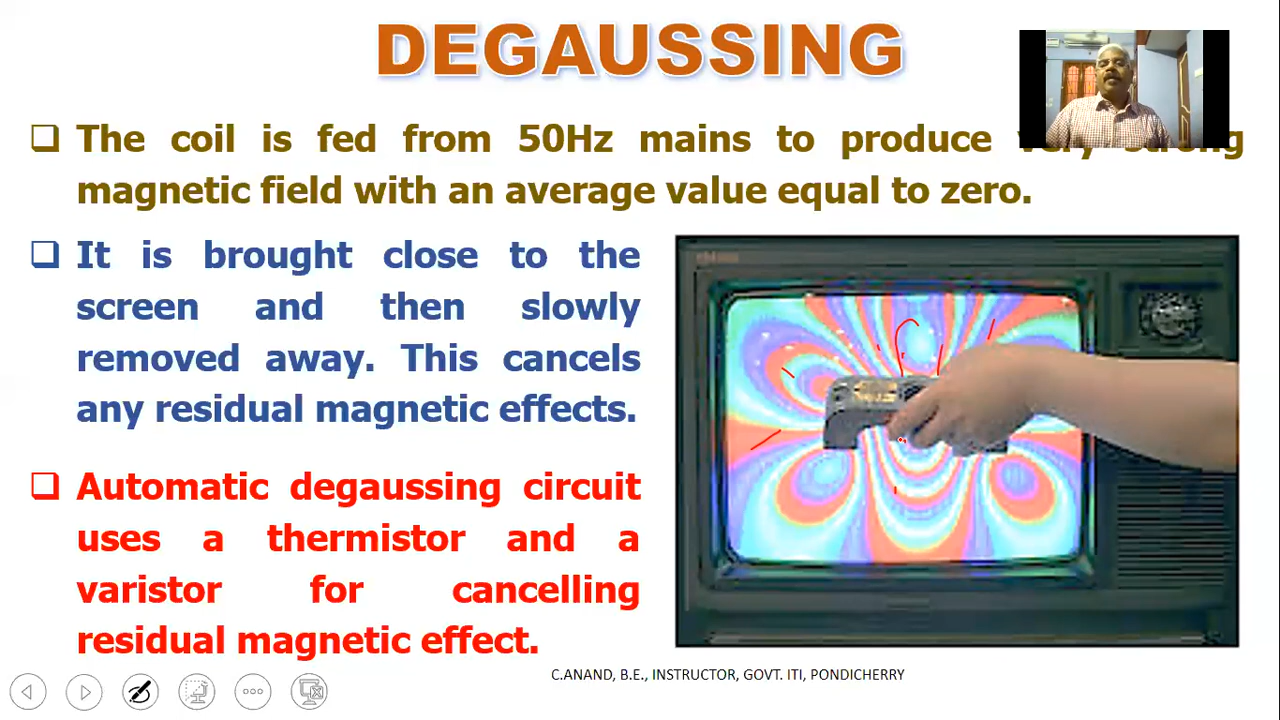 DEGAUSSING
The coil is fed from 50Hz mains to produce very strong
magnetic field with an average value equal to zero.
It is brought close to the
screen and then slowly
removed away. This cancels
any residual magnetic effects.
Automatic degaussing circuit
uses a thermistor and a
varistor for cancelling
residual magnetic effect.
C.ANAND, B.E., INSTRUCTOR, GOVT. ITI, PONDICHERRY